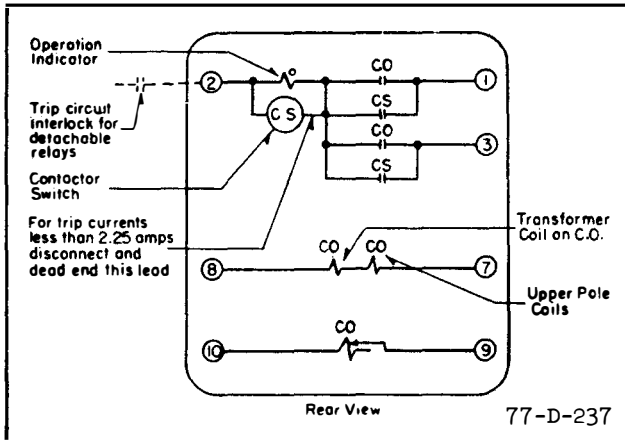 Operation
Indicator
CO
2
1
Trip circuit
interlock for
detachable
relays
CS
CS
CO
3
CS
Contactor
Switch
For trip currents
less than 2.25 amps
disconnect and
dead end this lead
Transformer
Coil on C.O.
CO CO
8
7
Upper Pole
Coils
CO
10
9
Rear View
77-D-237